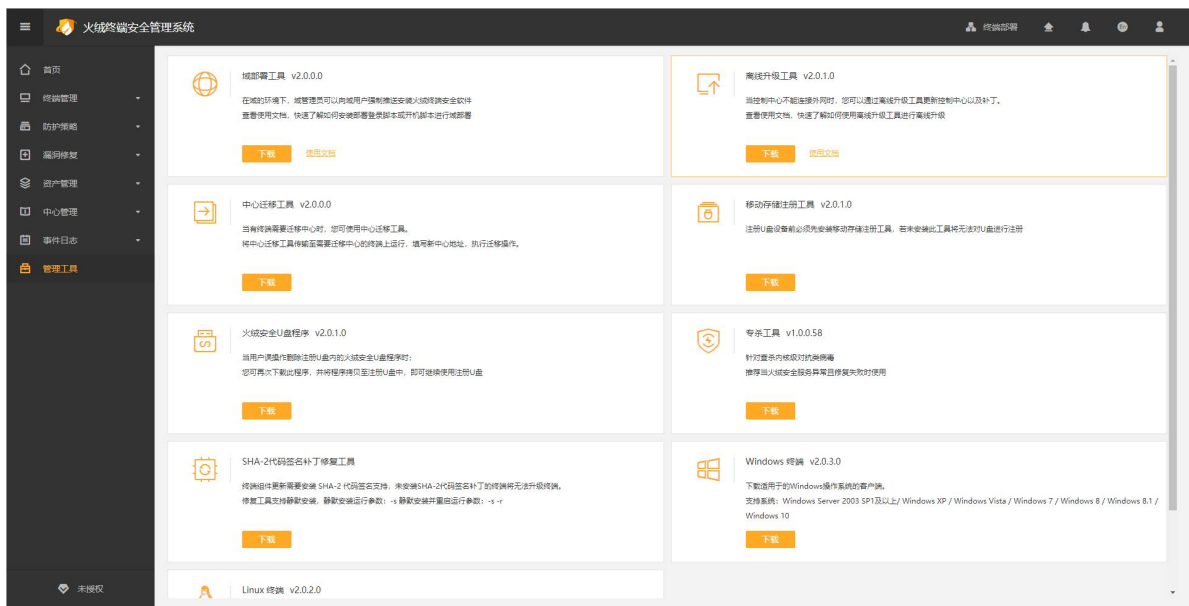 火绒终端安全管理系统
终端部署
首页
终端管理
防护策略
漏洞修复
资产管理
中心管理
事件日志
管理工具
未授权
域部署工具 v2.0.0.0
在域的环境下，域管理员可以向域用户强制推送安装火绒终端安全软件
查看使用文档，快速了解如何安装部署登录脚本或开机脚本进行域部署
下载 使用文档
离线升级工具 v2.0.1.0
当控制中心不能连接外网时，您可以通过离线升级工具更新控制中心以及补丁。
查看使用文档，快速了解如何使用离线升级工具进行离线升级
下载 使用文档
中心迁移工具 v2.0.0.0
当有终端需要迁移中心时，您可使用中心迁移工具。
将中心迁移工具传输至需要迁移中心的终端上运行，填写新中心地址，执行迁移操作。
下载
移动存储注册工具 v2.0.1.0
注册U盘设备前必须先安装移动存储注册工具，若未安装此工具将无法对U盘进行注册
下载
火绒安全U盘程序 v2.0.1.0
当用户误操作删除注册U盘内的火绒安全U盘程序时；
您可再次下载此程序，并将程序拷贝至注册U盘中，即可继续使用注册U盘
下载
专杀工具 v1.0.0.58
针对查杀内核级对抗类病毒
推荐当火绒安全服务异常且修复失败时使用
下载
SHA-2代码签名补丁修复工具
终端组件更新需要安装 SHA-2 代码签名支持，未安装SHA-2代码签名补丁的终端将无法升级终端。
修复工具支持静默安装，静默安装运行参数：-s 静默安装并重启运行参数：-s -r
下载
Windows 终端 v2.0.3.0
下载适用于的Windows操作系统的客户端。
支持系统：Windows Server 2003 SP1及以上/ Windows XP / Windows Vista / Windows 7 / Windows 8 / Windows 8.1 /
Windows 10
下载
Linux 终端 v2.0.2.0